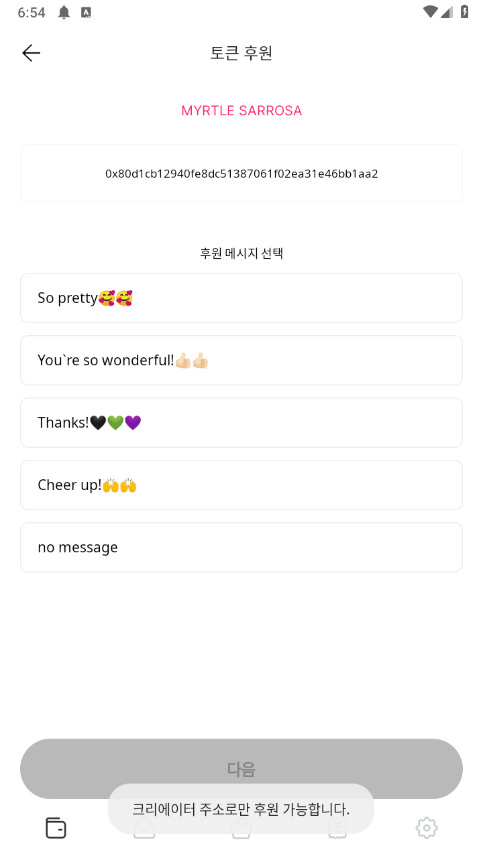 6:54
토큰 후원
MYRTLE SARROSA
0x80d1cb12940fe8dc51387061f02ea31e46bb1aa2
후원 메시지 선택
So pretty🥰🥰
You`re so wonderful!👍🏻👍🏻
Thanks!🖤💚💜
Cheer up!🙌🙌
no message
다음
크리에이터 주소로만 후원 가능합니다.